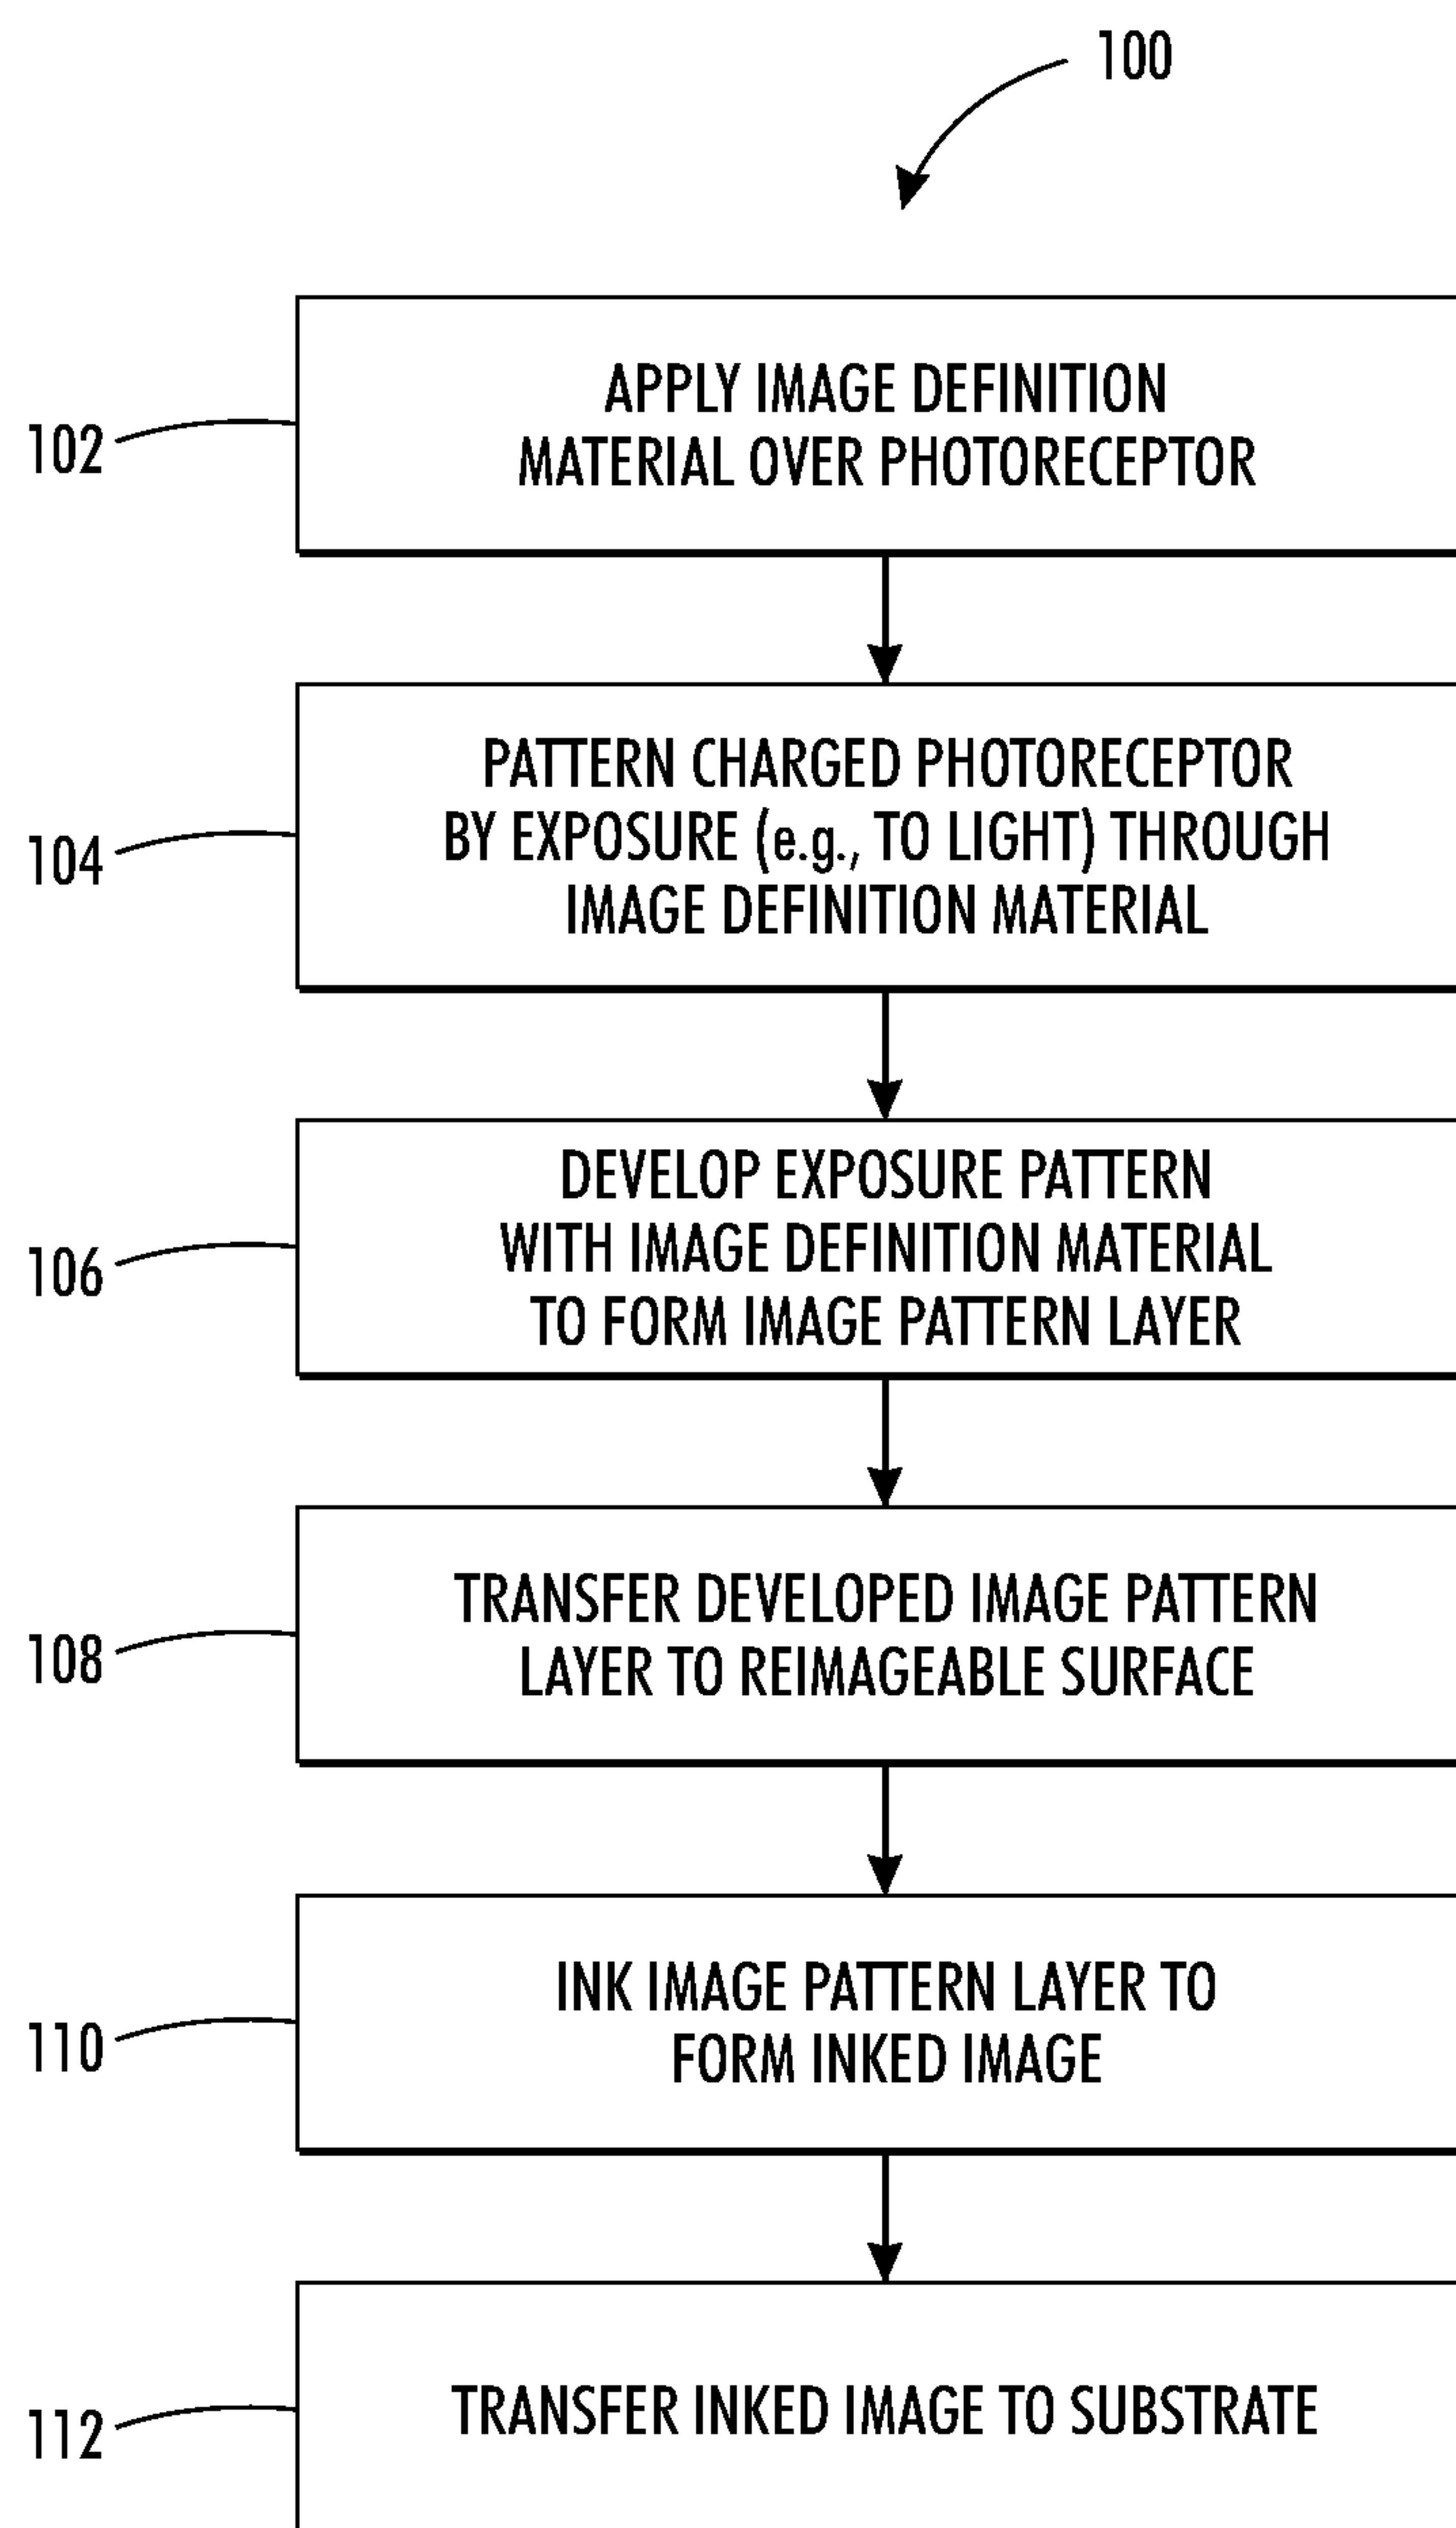 100
102
APPLY IMAGE DEFINITION
MATERIAL OVER PHOTORECEPTOR
104
PATTERN CHARGED PHOTORECEPTOR
BY EXPOSURE (e.g., TO LIGHT) THROUGH
IMAGE DEFINITION MATERIAL
106
DEVELOP EXPOSURE PATTERN
WITH IMAGE DEFINITION MATERIAL
TO FORM IMAGE PATTERN LAYER
108
TRANSFER DEVELOPED IMAGE PATTERN
LAYER TO REIMAGEABLE SURFACE
110
INK IMAGE PATTERN LAYER TO
FORM INKED IMAGE
112
TRANSFER INKED IMAGE TO SUBSTRATE